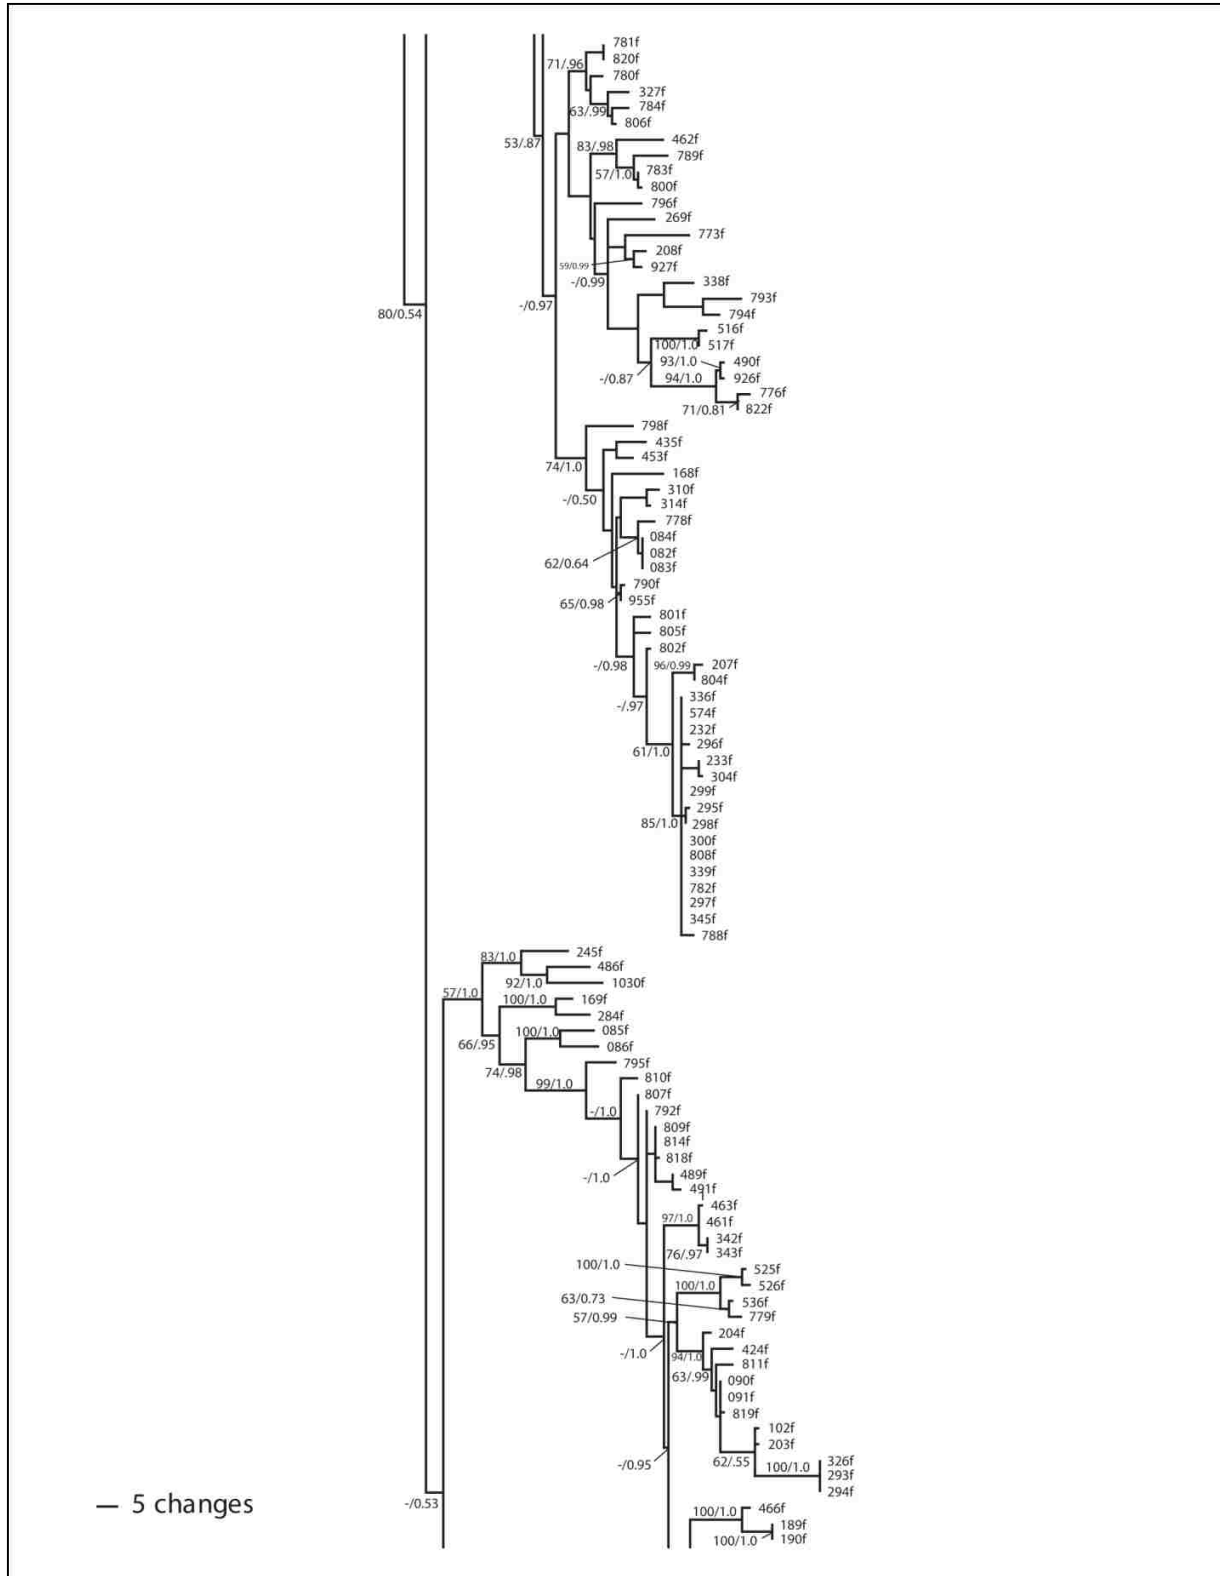 781f
71/.96
820f
780f
327f
63/.99
784f
806f
53/.87
83/.98
462f
789f
57/1.0
783f
800f
796f
269f
773f
208f
59/0.99
927f
-/0.99
338f
793f
-/0.97
794f
80/0.54
516f
100/1.0
517f
93/1.0
490f
-/0.87
94/1.0
926f
776f
71/0.81
822f
798f
435f
453f
74/1.0
168f
310f
-/0.50
314f
778f
084f
082f
62/0.64
083f
790f
65/0.98
955f
801f
805f
802f
-/0.98
96/0.99
207f
804f
336f
-/.97
574f
232f
296f
61/1.0
233f
304f
299f
295f
85/1.0
298f
300f
808f
339f
782f
297f
345f
788f
83/1.0
245f
486f
92/1.0
1030f
57/1.0
100/1.0
169f
284f
100/1.0
085f
66/.95
086f
795f
74/.98
99/1.0
810f
807f
-/1.0
792f
809f
814f
818f
-/1.0
489f
491f
463f
97/1.0
461f
342f
76/.97
343f
100/1.0
525f
100/1.0
526f
63/0.73
536f
57/0.99
779f
204f
-/1.0
94/1.0
424f
811f
63/.99
090f
091f
819f
102f
203f
-/0.95
62/.55
100/1.0
326f
293f
294f
5 changes
-/0.53
100/1.0
466f
189f
100/1.0
190f